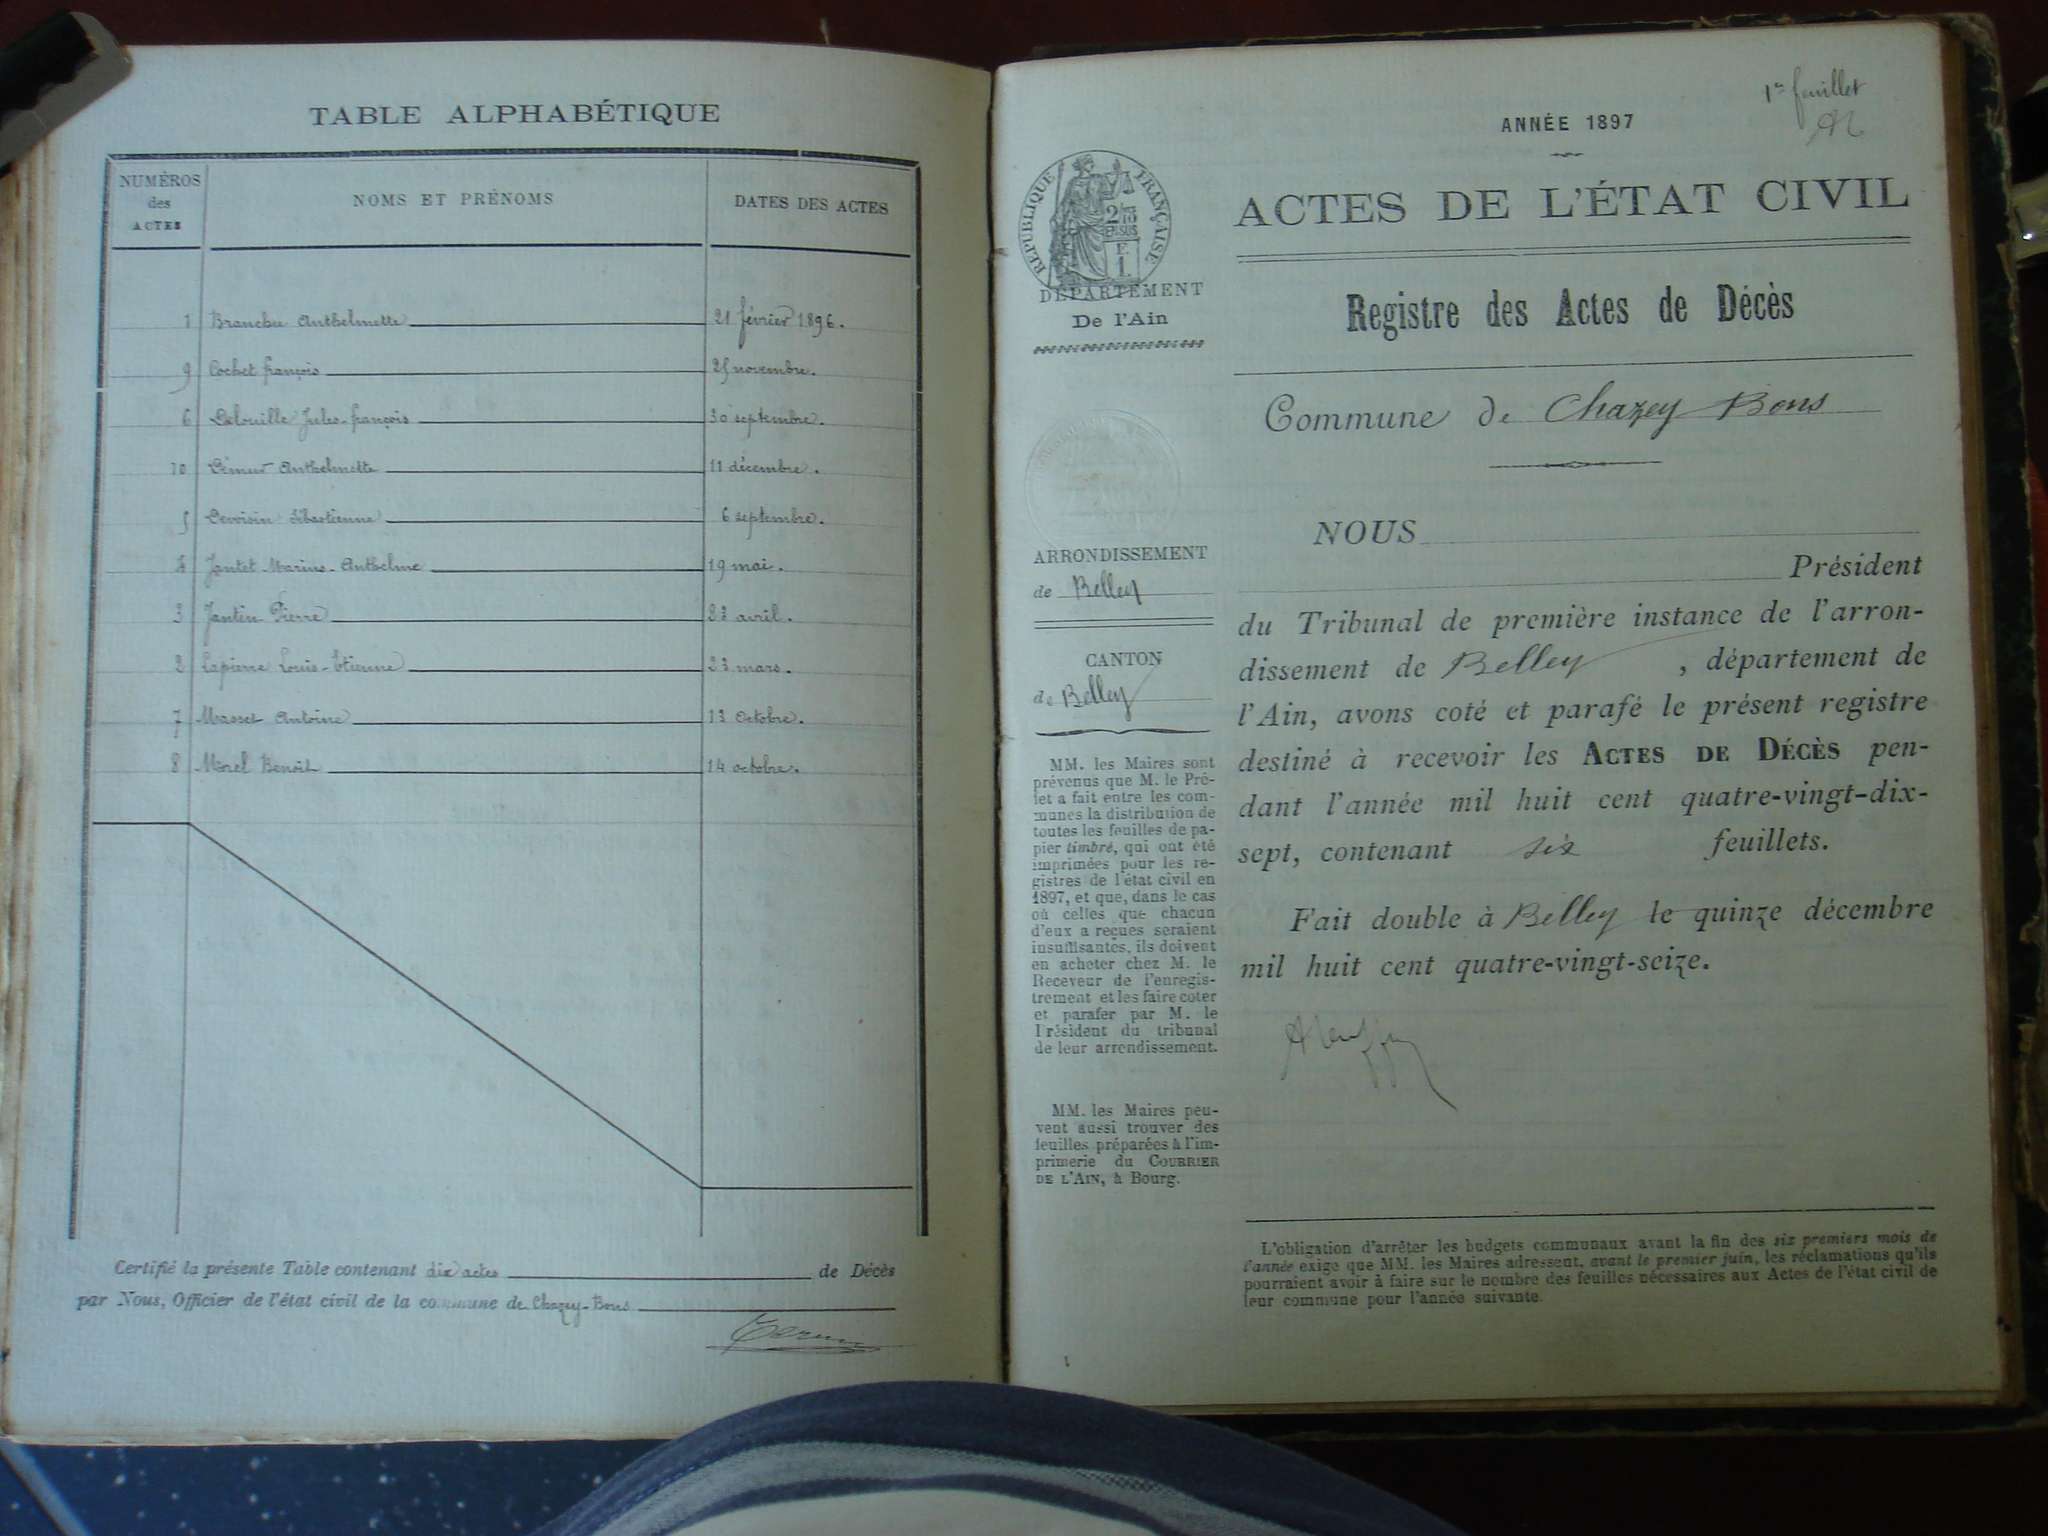 TABLE ALPHABÉTIQUE
NUMÉROS
des
ACTES
NOMS ET PRÉNOMS
DATES DES ACTES
1 Branche Anthelmette 21 février 1896.
9 Cochet françois 25 novembre.
6 Delouille Jules-françois 30 septembre.
10 Démeur Anthelmette 11 décembre.
5 Devoisin Sébastienne 6 septembre.
4 Jantet Marius-Anthelme 19 mai.
3 Jantin Pierre 23 avril.
2 Lapierre Louis-Etienne 23 mars.
7 Masset Antoine 13 octobre.
8 Morel Benoît 14 octobre.
Certifié la présente Table contenant dix actes de Décès
par Nous, Officier de l'état civil de la commune de Chazey-Bons
1er feuillet
ANNÉE 1897
RÉPUBLIQUE FRANÇAISE
2/10
EN SUS
F.
1.
ACTES DE L'ÉTAT CIVIL
DÉPARTEMENT
De l'Ain
Registre des Actes de Décès
Commune de Chazey Bons
ARRONDISSEMENT
de Belley
CANTON
de Belley
MM. les Maires sont
prévenus que M. le Pré-
fet a fait entre les com-
munes la distribution de
toutes les feuilles de pa-
pier timbré, qui ont été
imprimées pour les re-
gistres de l'état civil en
1897, et que, dans le cas
où celles que chacun
d'eux a reçues seraient
insuffisantes, ils doivent
en acheter chez M. le
Receveur de l'enregis-
trement et les faire coter
et parafer par M. le
Président du tribunal
de leur arrondissement.
MM. les Maires peu-
vent aussi trouver des
feuilles préparées à l'im-
primerie du COURRIER
DE L'AIN, à Bourg.
NOUS
Président
du Tribunal de première instance de l'arron-
dissement de Belley, département de
l'Ain, avons coté et parafé le présent registre
destiné à recevoir les ACTES DE DÉCÈS pen-
dant l'année mil huit cent quatre-vingt-dix-
sept, contenant six feuillets.
Fait double à Belley le quinze décembre
mil huit cent quatre-vingt-seize.
L'obligation d'arrêter les budgets communaux avant la fin des six premiers mois de
l'année exige que MM. les Maires adressent, avant le premier juin, les réclamations qu'ils
pourraient avoir à faire sur le nombre des feuilles nécessaires aux Actes de l'état civil de
leur commune pour l'année suivante.